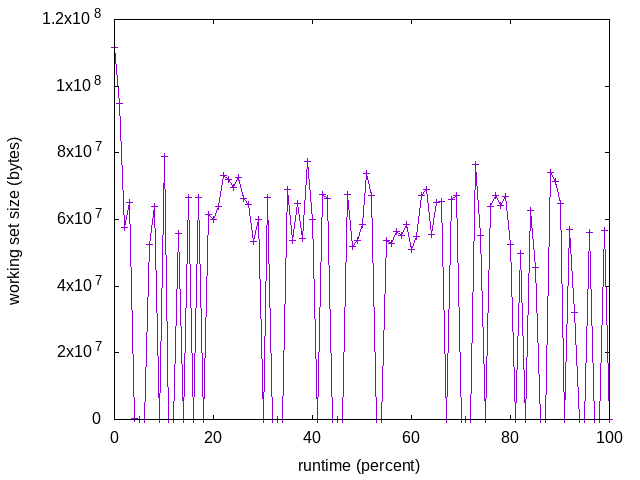 1.2x10^8
1x10^8
8x10^7
6x10^7
4x10^7
2x10^7
0
0 20 40 60 80 100
working set size (bytes)
runtime (percent)